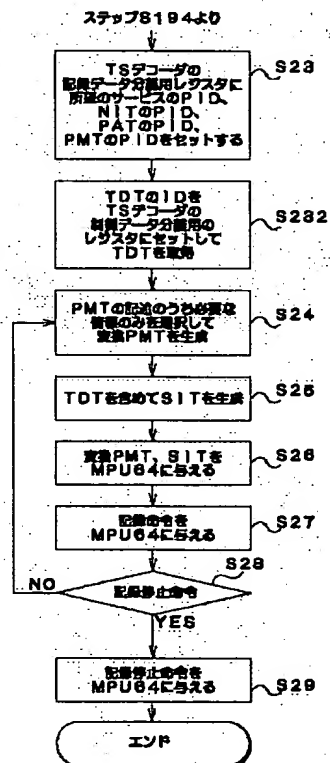 ステップS194より
S23
TSデコーダの
記録データ分離用レジスタに
所望のサービスのPID、
NITのPID、
PATのPID、
PMTのPIDをセットする
S232
TDTのIDを
TSデコーダの
制御データ分離用の
レジスタにセットして
TDTを取得
S24
PMTの記述のうち必要な
情報のみを選択して
変換PMTを生成
S25
TDTを含めてSITを生成
S26
変換PMT、SITを
MPU64に与える
S27
記録命令を
MPU64に与える
S28
NO
記録停止命令
YES
記録停止命令を
MPU64に与える
S29
エンド